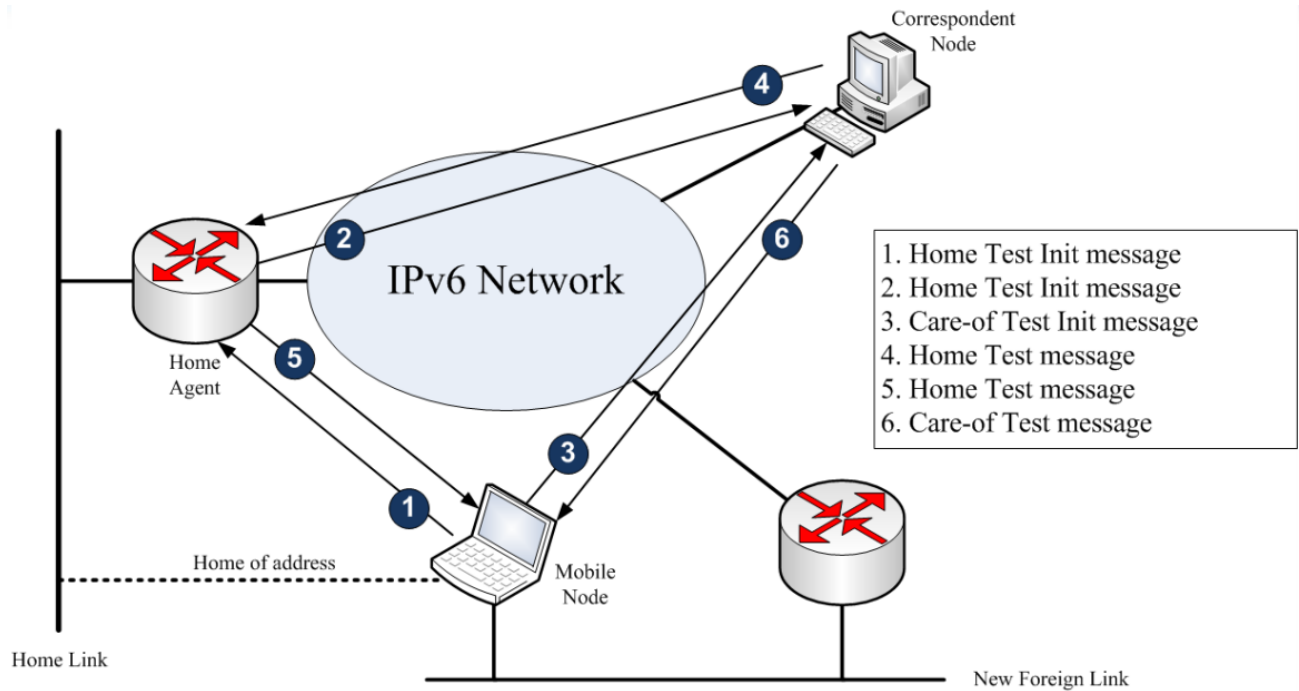 Correspondent
Node
4
2
6
IPv6 Network
1. Home Test Init message
2. Home Test Init message
3. Care-of Test Init message
4. Home Test message
5. Home Test message
6. Care-of Test message
Home
Agent
5
3
1
Home of address
Mobile
Node
Home Link
New Foreign Link